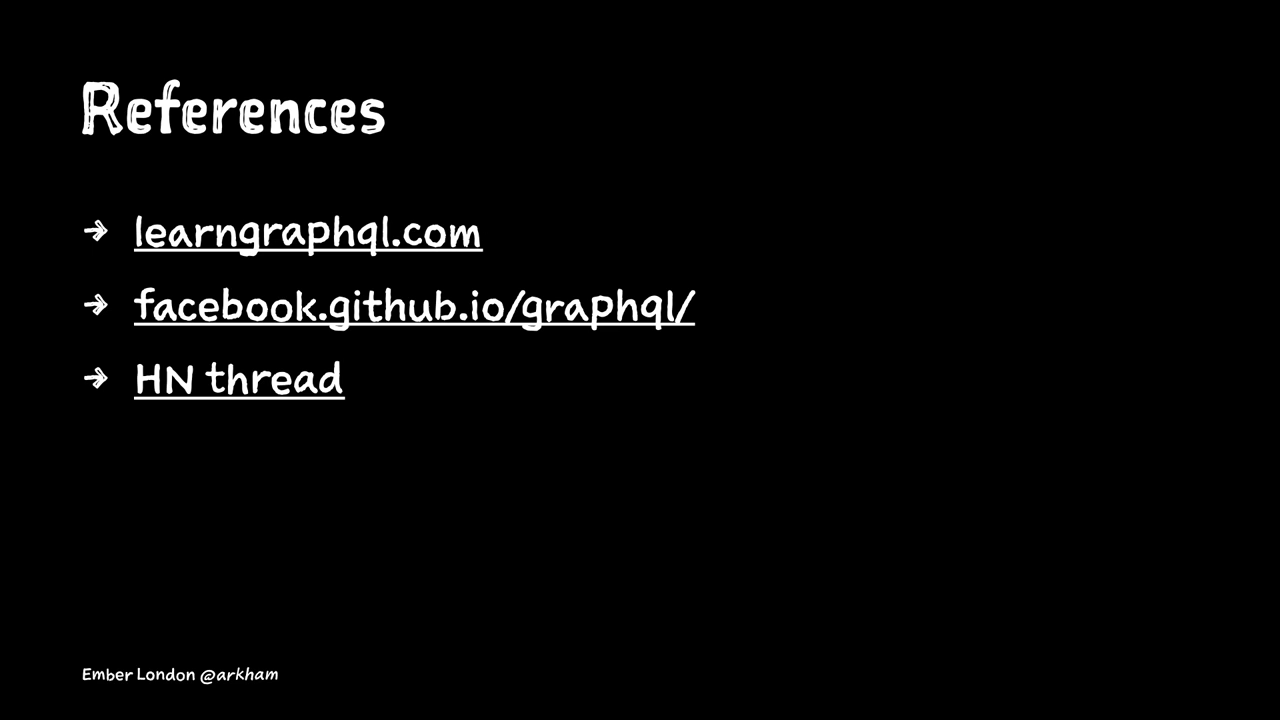 References
→ learngraphql.com
→ facebook.github.io/graphql/
→ HN thread
Ember London @arkham